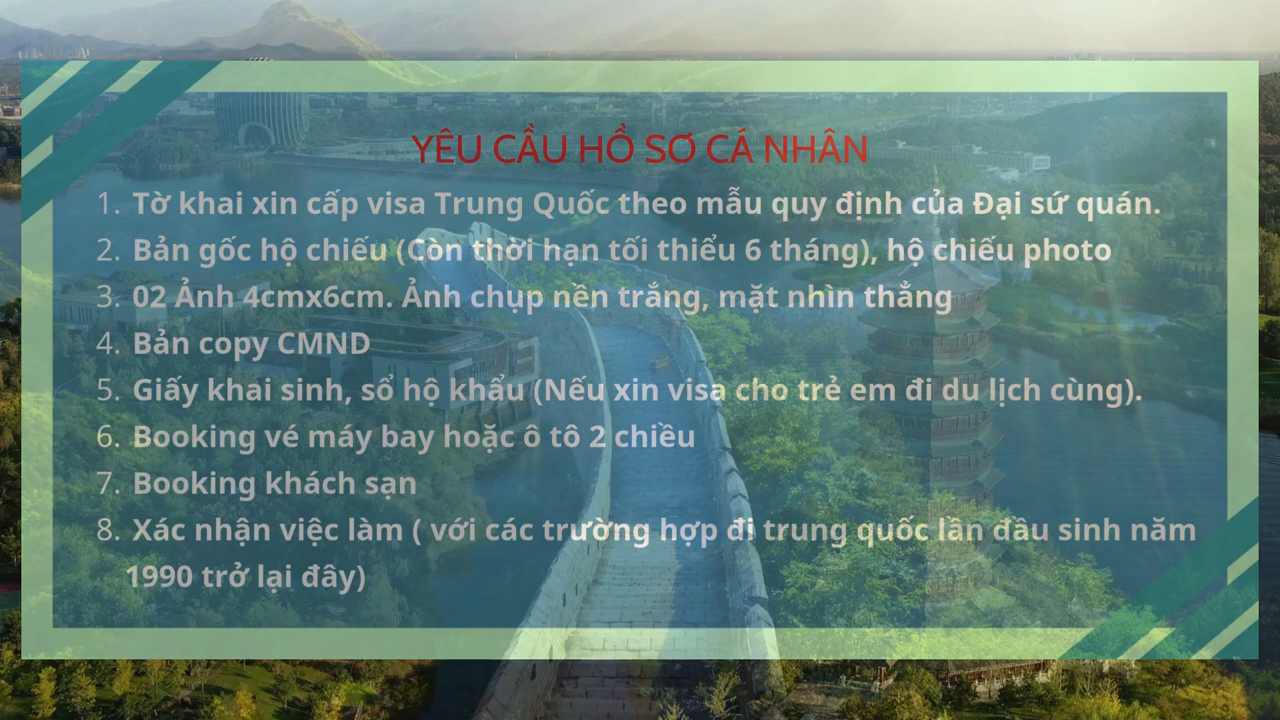 YÊU CẦU HỒ SƠ CÁ NHÂN
1. Tờ khai xin cấp visa Trung Quốc theo mẫu quy định của Đại sứ quán.
2. Bản gốc hộ chiếu (Còn thời hạn tối thiểu 6 tháng), hộ chiếu photo
3. 02 Ảnh 4cmx6cm. Ảnh chụp nền trắng, mặt nhìn thẳng
4. Bản copy CMND
5. Giấy khai sinh, sổ hộ khẩu (Nếu xin visa cho trẻ em đi du lịch cùng).
6. Booking vé máy bay hoặc ô tô 2 chiều
7. Booking khách sạn
8. Xác nhận việc làm ( với các trường hợp đi trung quốc lần đầu sinh năm
1990 trở lại đây)